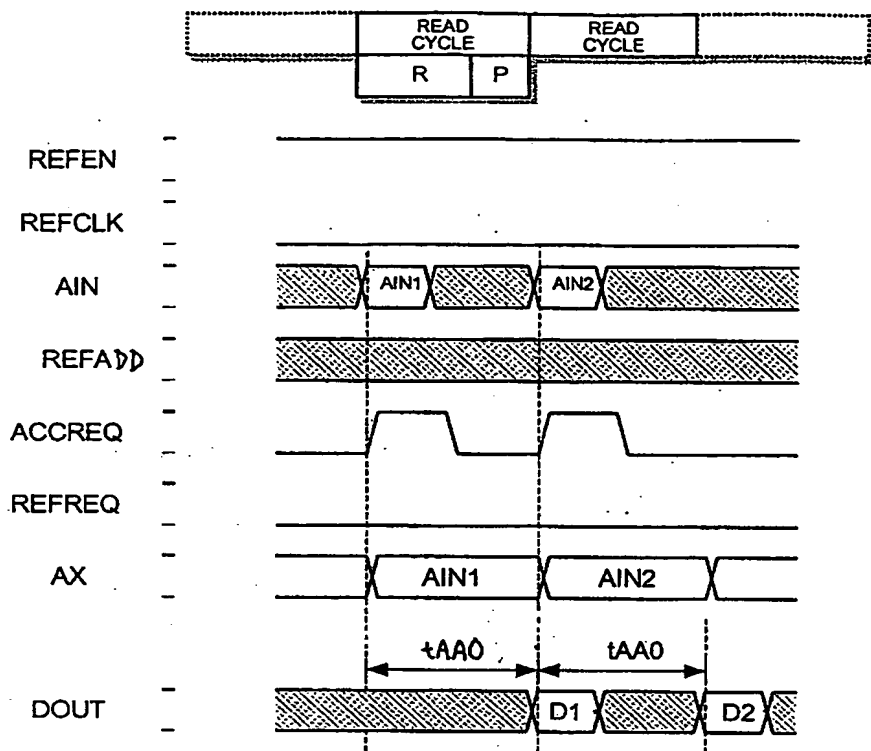 READ CYCLE
READ CYCLE
R P
REFEN
REFCLK
AIN AIN1 AIN2
REFADD
ACCREQ
REFREQ
AX AIN1 AIN2
tAA0 tAA0
DOUT D1 D2